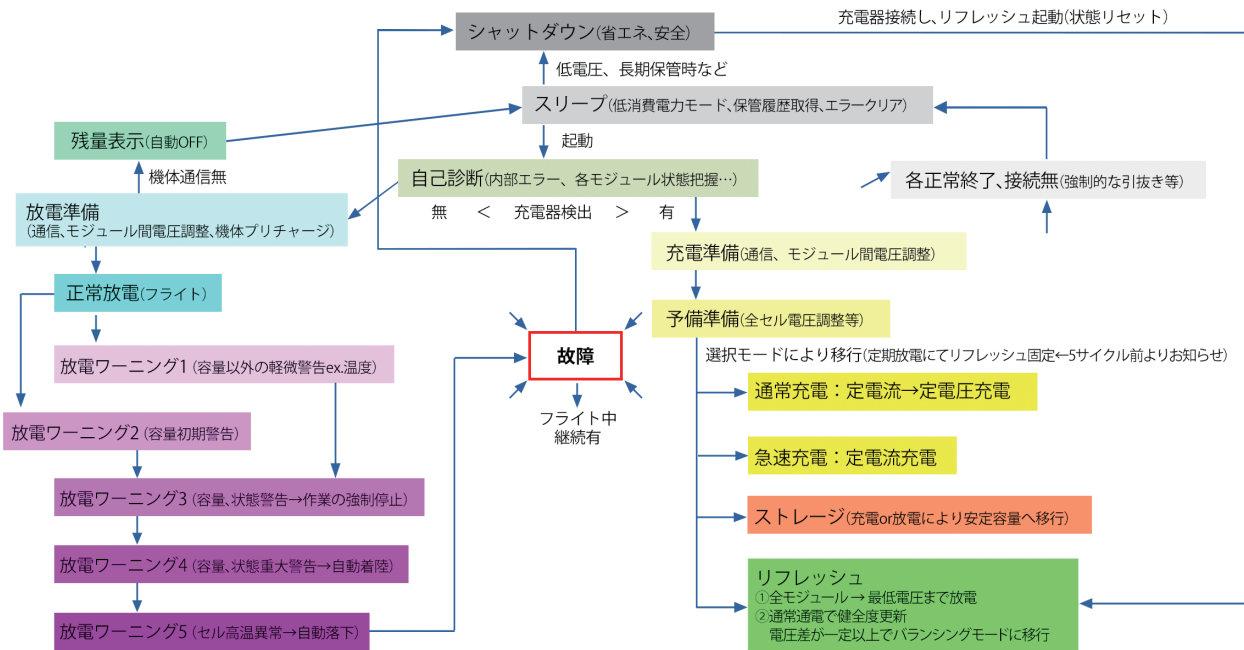 充電器接続し、リフレッシュ起動(状態リセット)
シャットダウン(省エネ、安全)
低電圧、長期保管時など
スリープ(低消費電力モード、保管履歴取得、エラークリア)
残量表示(自動OFF)
起動
機体通信無
自己診断(内部エラー、各モジュール状態把握…)
各正常終了、接続無(強制的な引抜き等)
放電準備
(通信、モジュール間電圧調整、機体プリチャージ)
無 < 充電器検出 > 有
充電準備(通信、モジュール間電圧調整)
正常放電(フライト)
予備準備(全セル電圧調整等)
故障
選択モードにより移行(定期放電にてリフレッシュ固定←5サイクル前よりお知らせ)
放電ワーニング1(容量以外の軽微警告ex.温度)
通常充電:定電流→定電圧充電
フライト中
継続有
放電ワーニング2(容量初期警告)
急速充電:定電流充電
放電ワーニング3(容量、状態警告→作業の強制停止)
ストレージ(充電or放電により安定容量へ移行)
放電ワーニング4(容量、状態重大警告→自動着陸)
リフレッシュ
①全モジュール→最低電圧まで放電
②通常通電で健全度更新
電圧差が一定以上でバランシングモードに移行
放電ワーニング5(セル高温異常→自動落下)